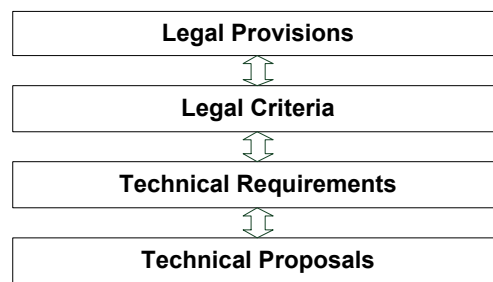 Legal Provisions
Legal Criteria
Technical Requirements
Technical Proposals